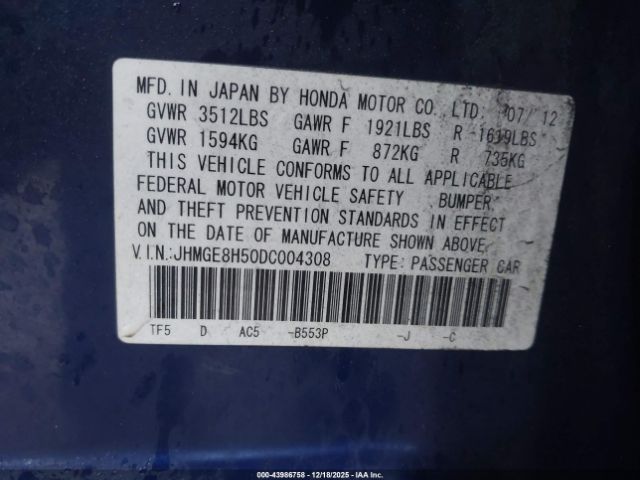 MFD. IN JAPAN BY HONDA MOTOR CO., LTD. 07/12
GVWR 3512LBS GAWR F 1921LBS R 1619LBS
GVWR 1594KG GAWR F 872KG R 735KG
THIS VEHICLE CONFORMS TO ALL APPLICABLE
FEDERAL MOTOR VEHICLE SAFETY BUMPER,
AND THEFT PREVENTION STANDARDS IN EFFECT
ON THE DATE OF MANUFACTURE SHOWN ABOVE.
V.I.N.:JHMGE8H50DC004308 TYPE: PASSENGER CAR
TF5 D AC5 -B553P -J -C
000-43986758 | 12/18/2025 - IAA Inc.